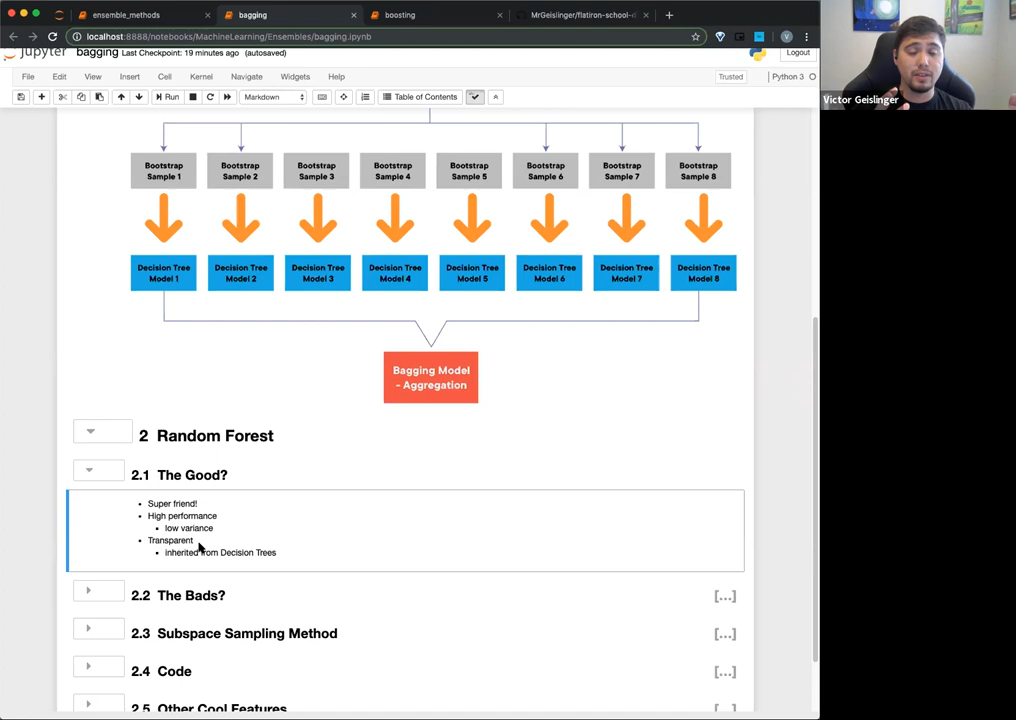 ensemble_methods
bagging
boosting
MrGeislinger/flatiron-school-d
localhost:8888/notebooks/MachineLearning/Ensembles/bagging.ipynb
jupyter bagging Last Checkpoint: 19 minutes ago (autosaved)
Logout
File Edit View Insert Cell Kernel Navigate Widgets Help
Trusted
Python 3
Run
Markdown
Table of Contents
Victor Geislinger
Bootstrap Sample 1
Bootstrap Sample 2
Bootstrap Sample 3
Bootstrap Sample 4
Bootstrap Sample 5
Bootstrap Sample 6
Bootstrap Sample 7
Bootstrap Sample 8
Decision Tree Model 1
Decision Tree Model 2
Decision Tree Model 3
Decision Tree Model 4
Decision Tree Model 5
Decision Tree Model 6
Decision Tree Model 7
Decision Tree Model 8
Bagging Model
- Aggregation
2 Random Forest
2.1 The Good?
Super friend!
High performance
low variance
Transparent
inherited from Decision Trees
2.2 The Bads?
[...]
2.3 Subspace Sampling Method
[...]
2.4 Code
[...]
2.5 Other Cool Features
[...]